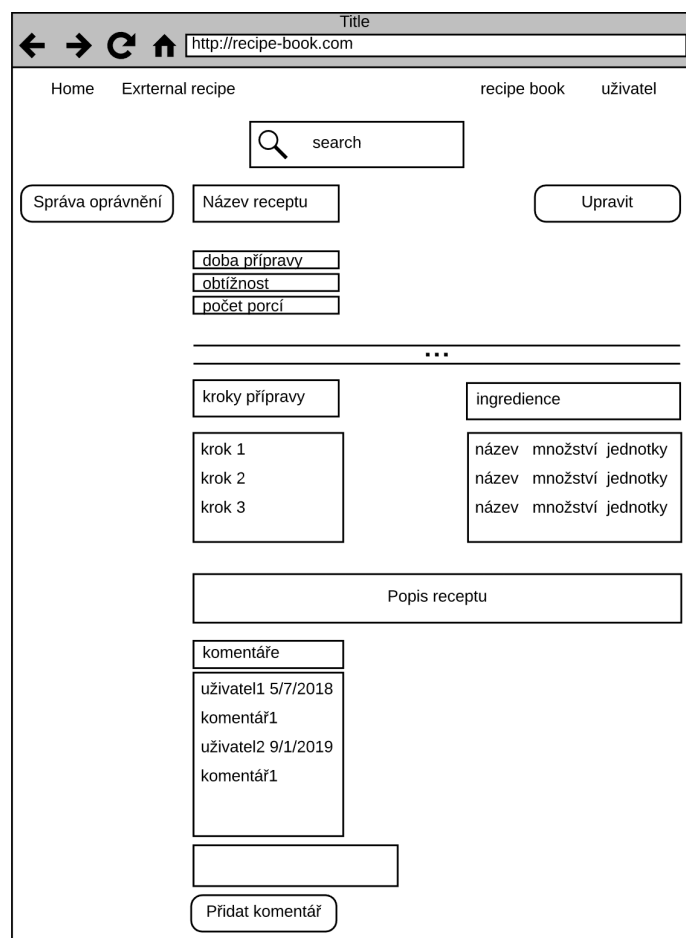 Title
http://recipe-book.com
Home Exrternal recipe recipe book uživatel
search
Správa oprávnění Název receptu Upravit
doba přípravy
obtížnost
počet porcí
...
kroky přípravy ingredience
krok 1 název množství jednotky
krok 2 název množství jednotky
krok 3 název množství jednotky
Popis receptu
komentáře
uživatel1 5/7/2018
komentář1
uživatel2 9/1/2019
komentář1
Přidat komentář